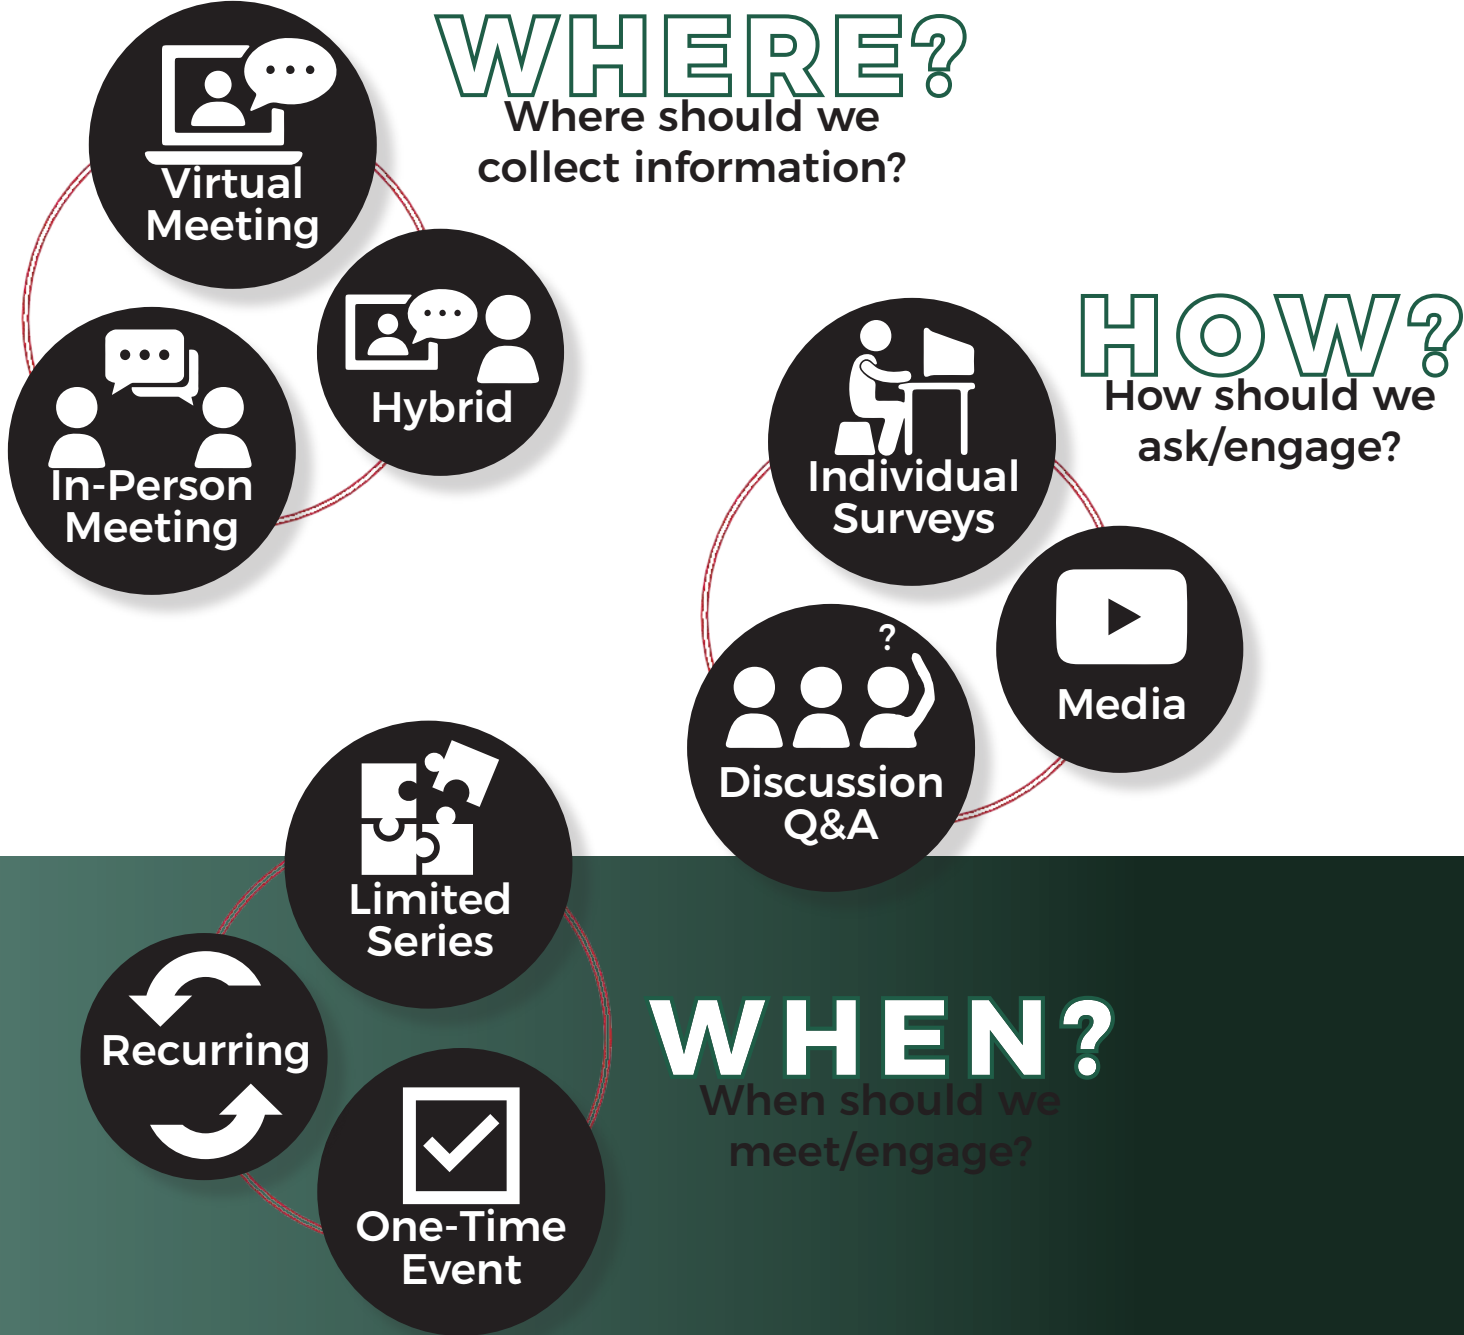 WHERE?
Where should we
collect information?
Virtual
Meeting
Hybrid
In-Person
Meeting
HOW?
How should we
ask/engage?
Individual
Surveys
Media
?
Discussion
Q&A
Limited
Series
Recurring
One-Time
Event
WHEN?
When should we
meet/engage?